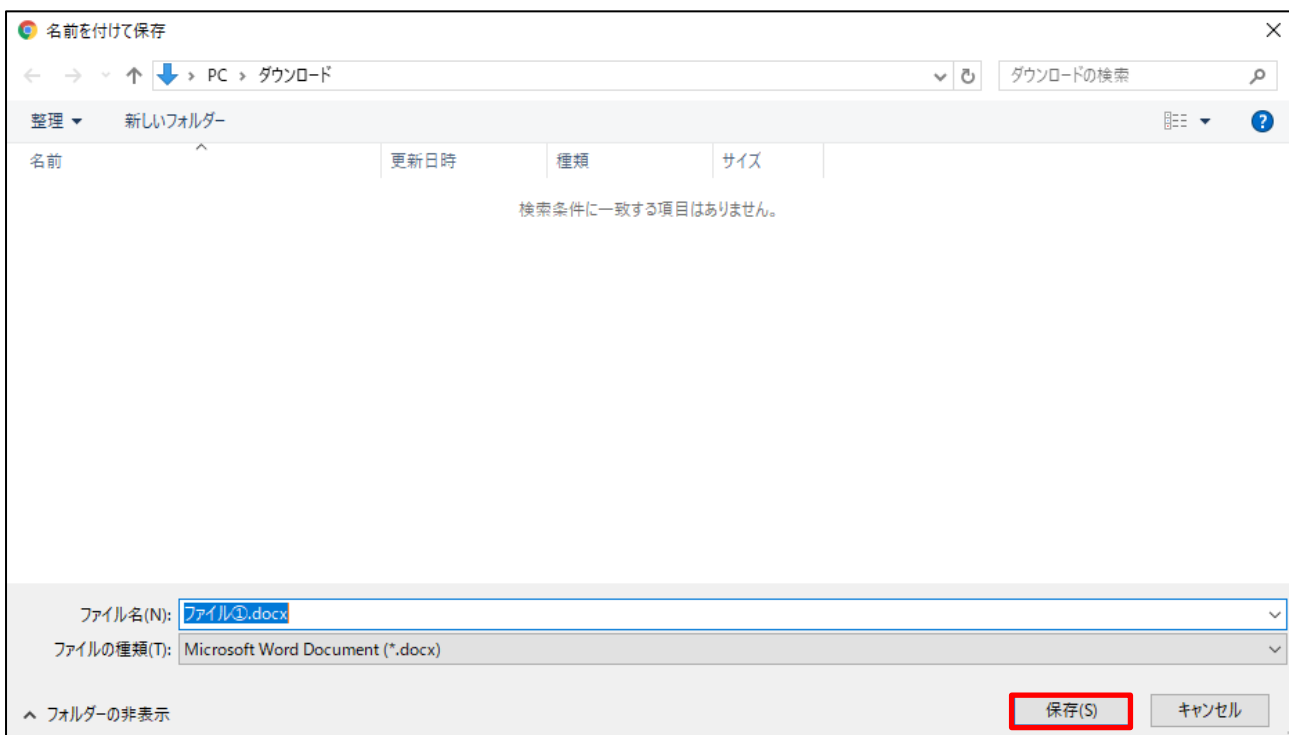 名前を付けて保存
PC › ダウンロード
ダウンロードの検索
整理 新しいフォルダー
名前 更新日時 種類 サイズ
検索条件に一致する項目はありません。
ファイル名(N): ファイル①.docx
ファイルの種類(T): Microsoft Word Document (*.docx)
フォルダーの非表示
保存(S) キャンセル